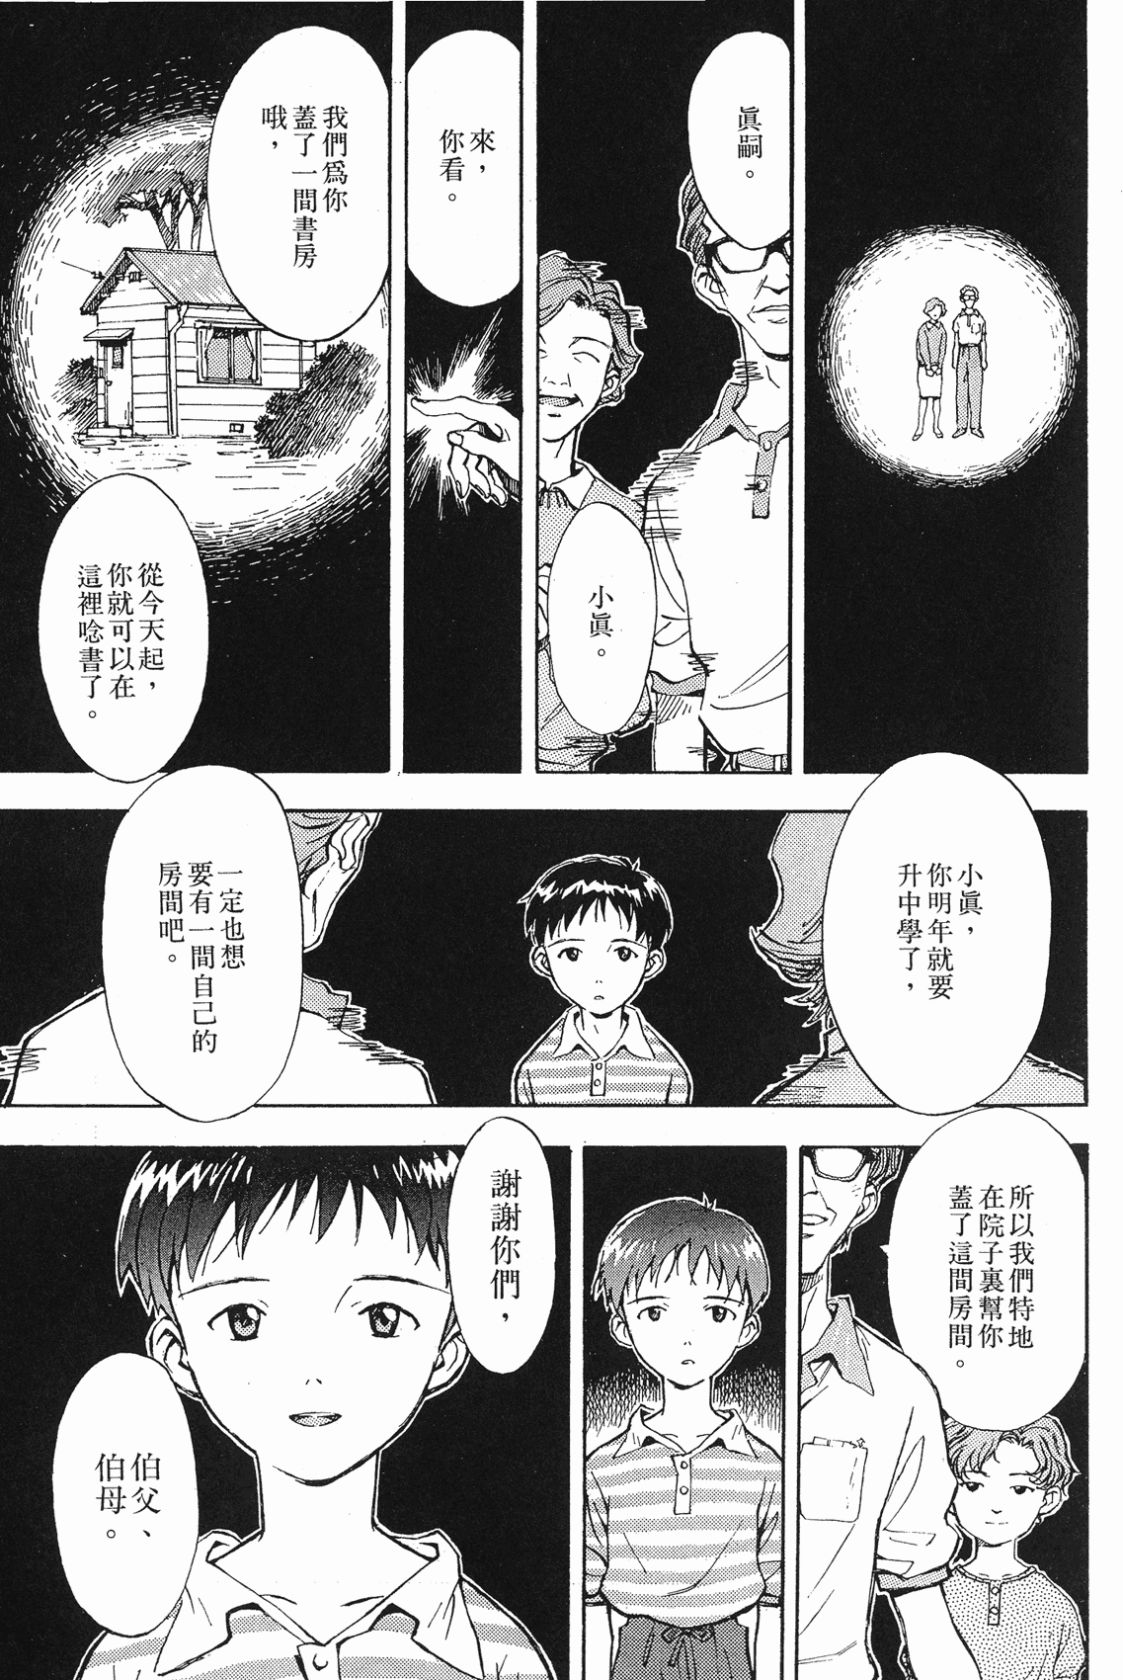 眞嗣。
小眞。
來，
你看。
我們爲你
蓋了一間書房
哦，
從今天起，
你就可以在
這裡唸書了。
小眞，
你明年就要
升中學了，
一定也想
要有一間自己的
房間吧。
所以我們特地
在院子裏幫你
蓋了這間房間。
謝謝你們，
伯父、
伯母。